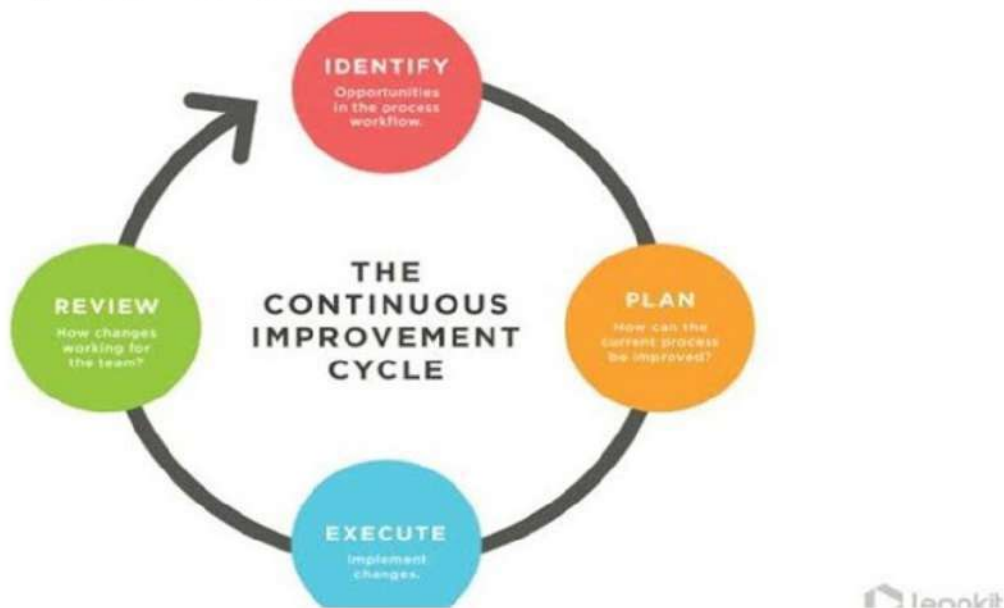 IDENTIFY
Opportunities
in the process
workflow.
THE
CONTINUOUS
IMPROVEMENT
CYCLE
PLAN
How can the
current process
be improved?
EXECUTE
Implement
changes.
REVIEW
How changes
working for
the team?